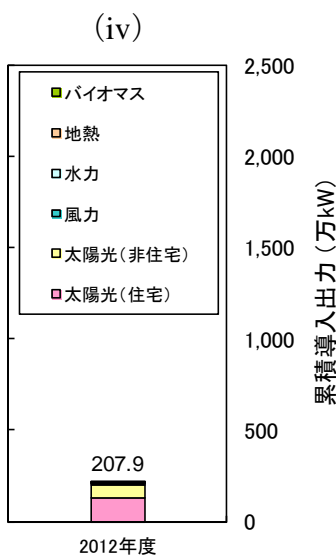 (iv)
バイオマス
地熱
水力
風力
太陽光(非住宅)
太陽光(住宅)
2,500
2,000
1,500
1,000
500
0
累積導入出力(万kW)
207.9
2012年度